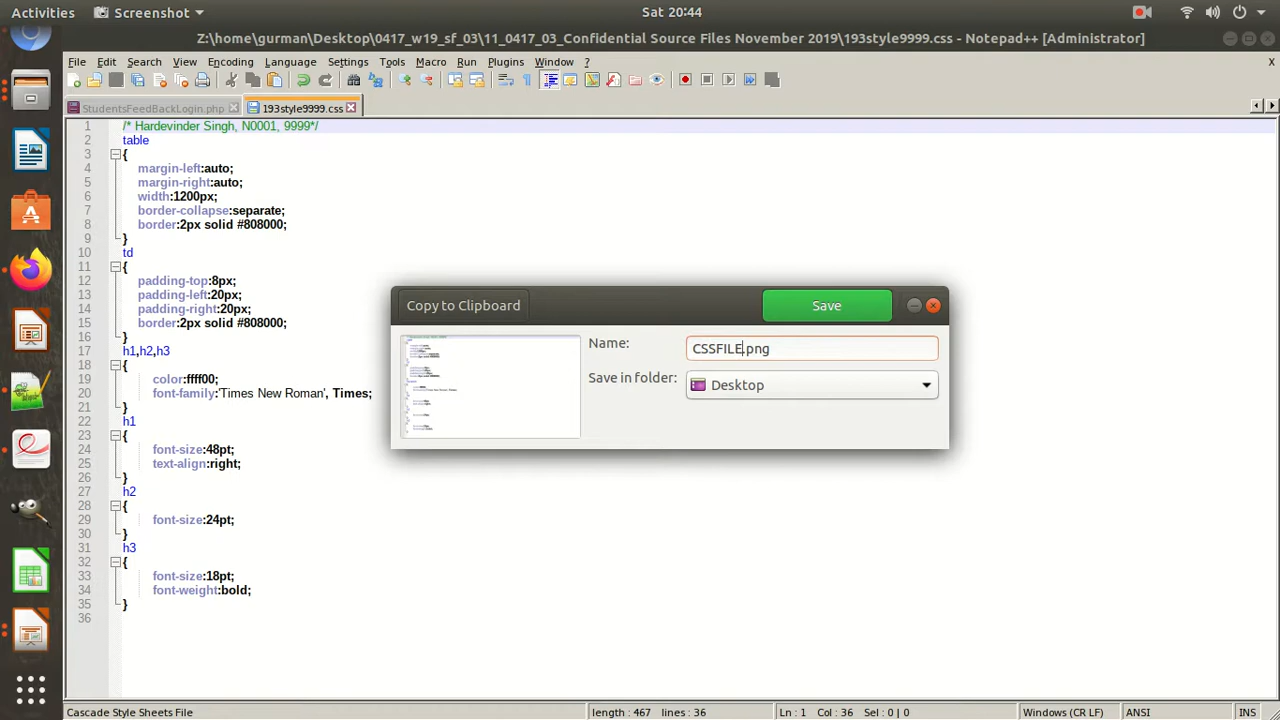 Activities
Screenshot
Sat 20:44
Z:\home\gurman\Desktop\0417_w19_sf_03\11_0417_03_Confidential Source Files November 2019\193style9999.css - Notepad++ [Administrator]
File Edit Search View Encoding Language Settings Tools Macro Run Plugins Window ? X
StudentsFeedBackLogin.php
193style9999.css
1 /* Hardevinder Singh, N0001, 9999*/
2 table
3 {
4 margin-left:auto;
5 margin-right:auto;
6 width:1200px;
7 border-collapse:separate;
8 border:2px solid #808000;
9 }
10 td
11 {
12 padding-top:8px;
13 padding-left:20px;
14 padding-right:20px;
15 border:2px solid #808000;
16 }
17 h1,h2,h3
18 {
19 color:ffff00;
20 font-family:'Times New Roman', Times;
21 }
22 h1
23 {
24 font-size:48pt;
25 text-align:right;
26 }
27 h2
28 {
29 font-size:24pt;
30 }
31 h3
32 {
33 font-size:18pt;
34 font-weight:bold;
35 }
36
Copy to Clipboard
Save
Name: CSSFILE.png
Save in folder: Desktop
Cascade Style Sheets File
length : 467 lines : 36
Ln : 1 Col : 36 Sel : 0 | 0
Windows (CR LF)
ANSI
INS